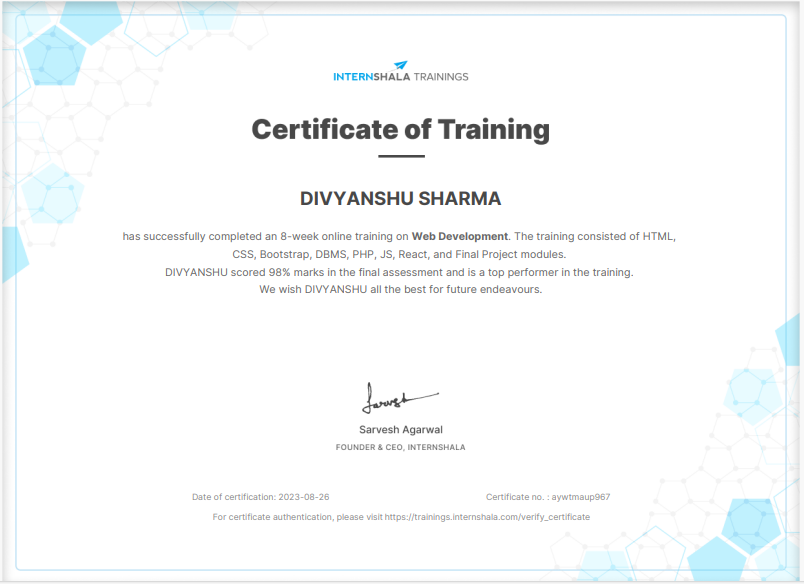 INTERNSHALA TRAININGS
Certificate of Training
DIVYANSHU SHARMA
has successfully completed an 8-week online training on Web Development. The training consisted of HTML,
CSS, Bootstrap, DBMS, PHP, JS, React, and Final Project modules.
DIVYANSHU scored 98% marks in the final assessment and is a top performer in the training.
We wish DIVYANSHU all the best for future endeavours.
Sarvesh
Sarvesh Agarwal
FOUNDER & CEO, INTERNSHALA
Date of certification: 2023-08-26 Certificate no. : aywtmaup967
For certificate authentication, please visit https://trainings.internshala.com/verify_certificate